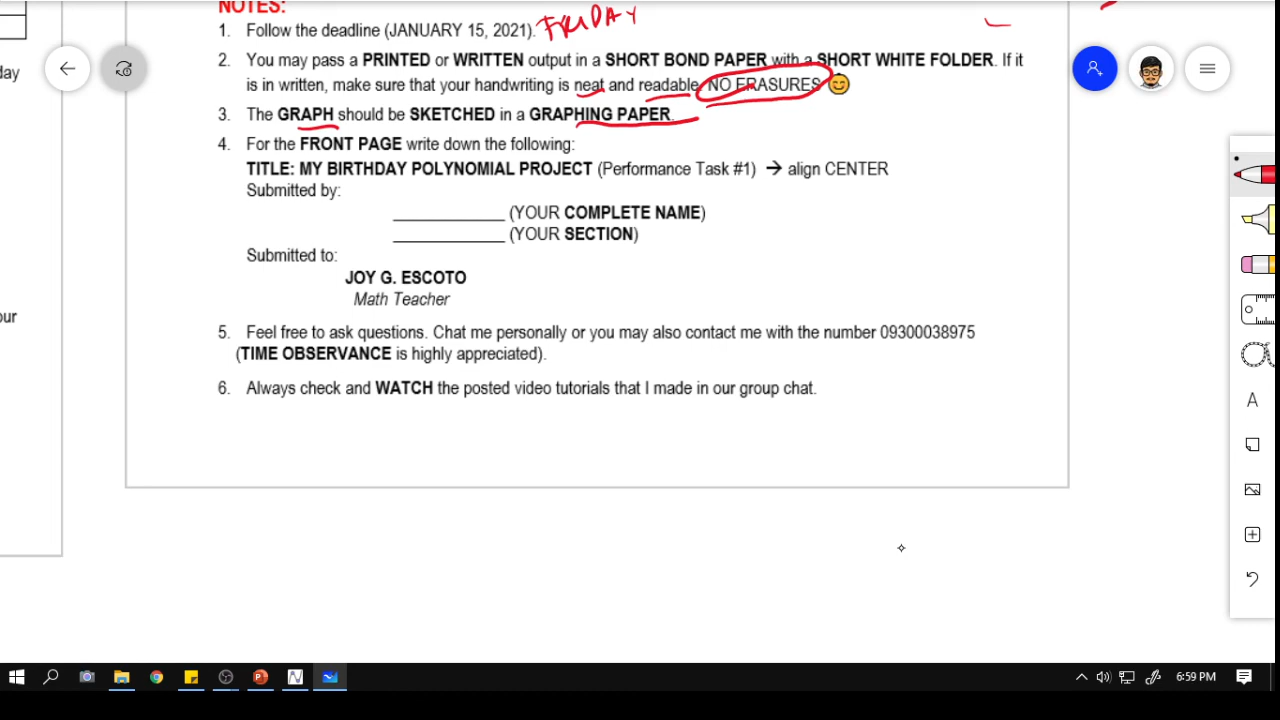 NOTES:
1. Follow the deadline (JANUARY 15, 2021). FRIDAY
2. You may pass a PRINTED or WRITTEN output in a SHORT BOND PAPER with a SHORT WHITE FOLDER. If it
day
is in written, make sure that your handwriting is neat and readable. NO ERASURES 😊
3. The GRAPH should be SKETCHED in a GRAPHING PAPER.
4. For the FRONT PAGE write down the following:
TITLE: MY BIRTHDAY POLYNOMIAL PROJECT (Performance Task #1) → align CENTER
Submitted by:
____________ (YOUR COMPLETE NAME)
____________ (YOUR SECTION)
Submitted to:
JOY G. ESCOTO
Math Teacher
our
5. Feel free to ask questions. Chat me personally or you may also contact me with the number 09300038975
(TIME OBSERVANCE is highly appreciated).
6. Always check and WATCH the posted video tutorials that I made in our group chat.
A
6:59 PM